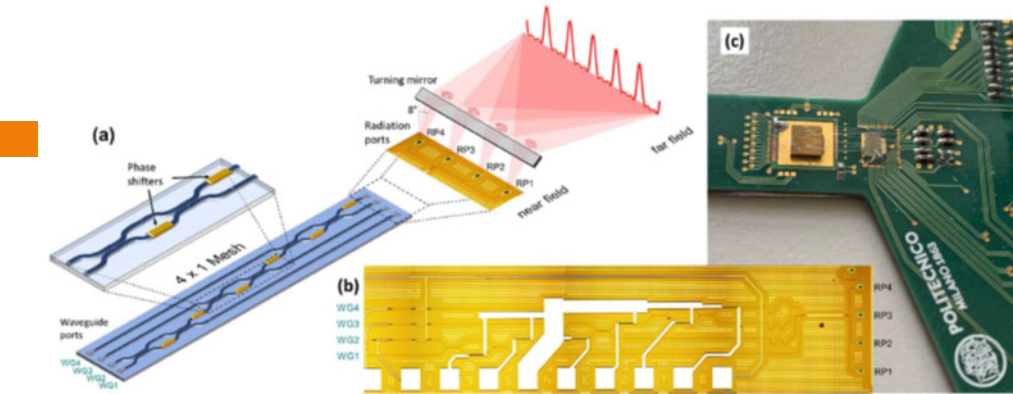 (a)
Phase
shifters
4 x 1 Mesh
Waveguide
ports
WG4
WG3
WG2
WG1
Turning mirror
8°
Radiation
ports
RP4
RP3
RP2
RP1
near field
far field
(b)
WG4
WG3
WG2
WG1
RP4
RP3
RP2
RP1
(c)
POLITECNICO
MILANO 1863